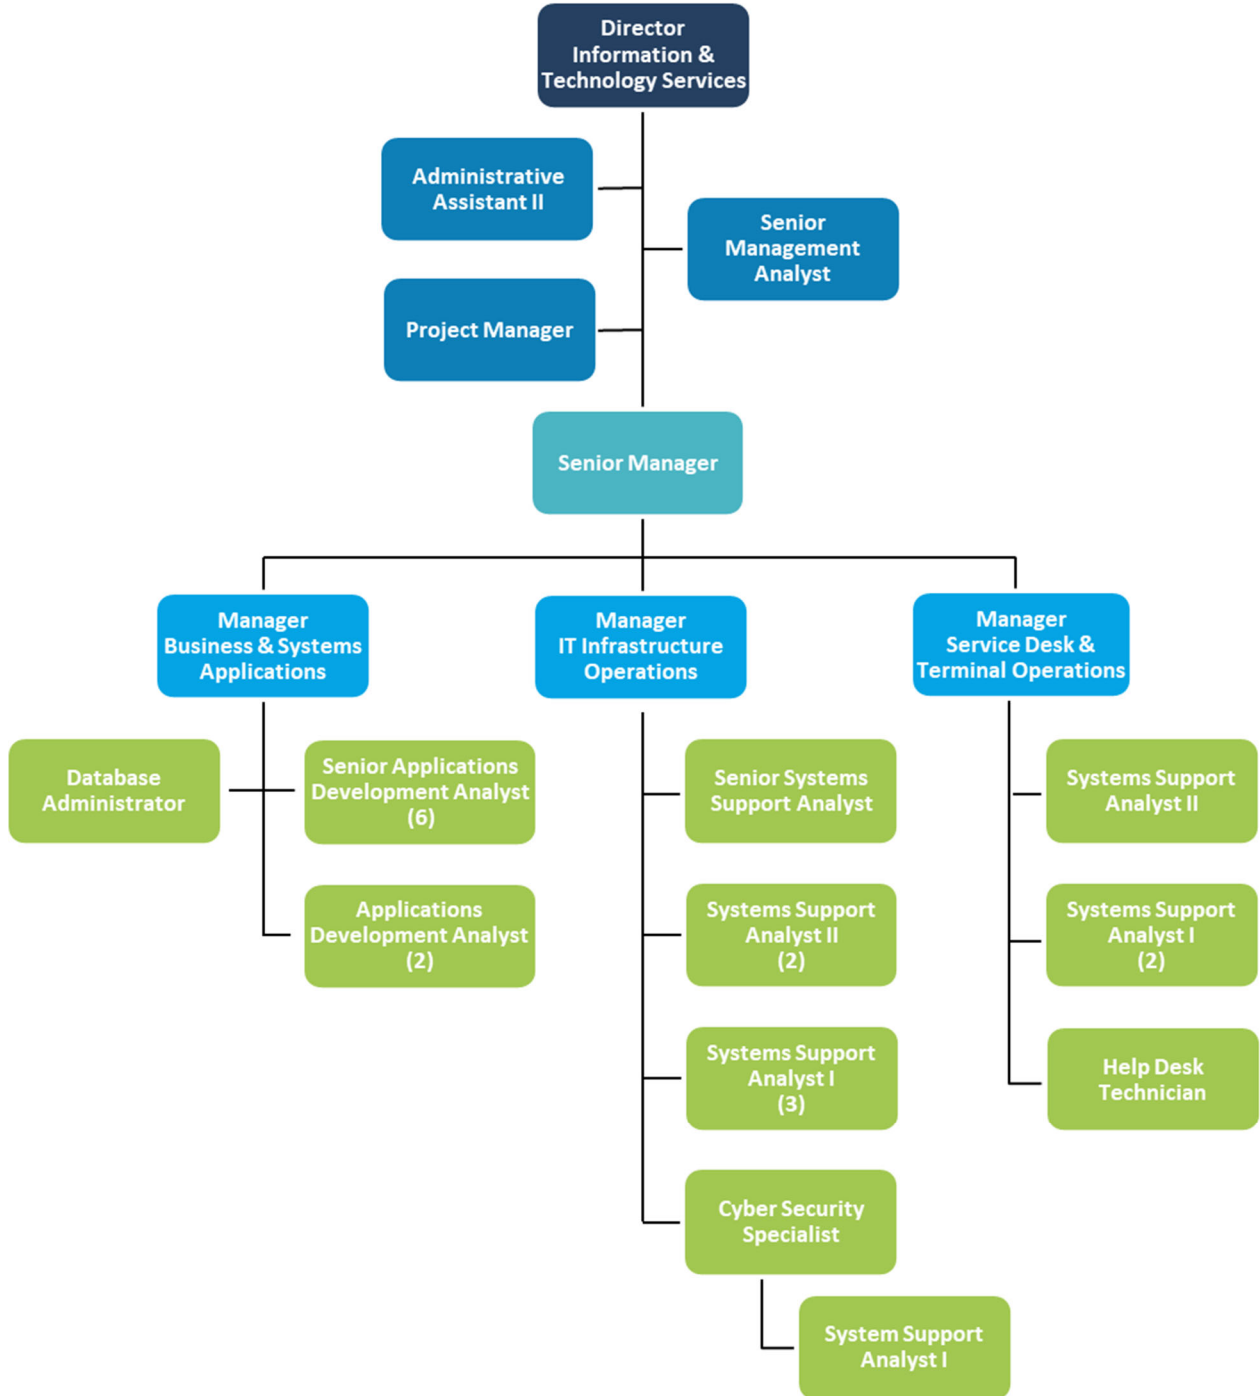 Director
Information &
Technology Services
Administrative
Assistant II
Senior
Management
Analyst
Project Manager
Senior Manager
Manager
Business & Systems
Applications
Manager
IT Infrastructure
Operations
Manager
Service Desk &
Terminal Operations
Database
Administrator
Senior Applications
Development Analyst
(6)
Applications
Development Analyst
(2)
Senior Systems
Support Analyst
Systems Support
Analyst II
(2)
Systems Support
Analyst I
(3)
Cyber Security
Specialist
System Support
Analyst I
Systems Support
Analyst II
Systems Support
Analyst I
(2)
Help Desk
Technician